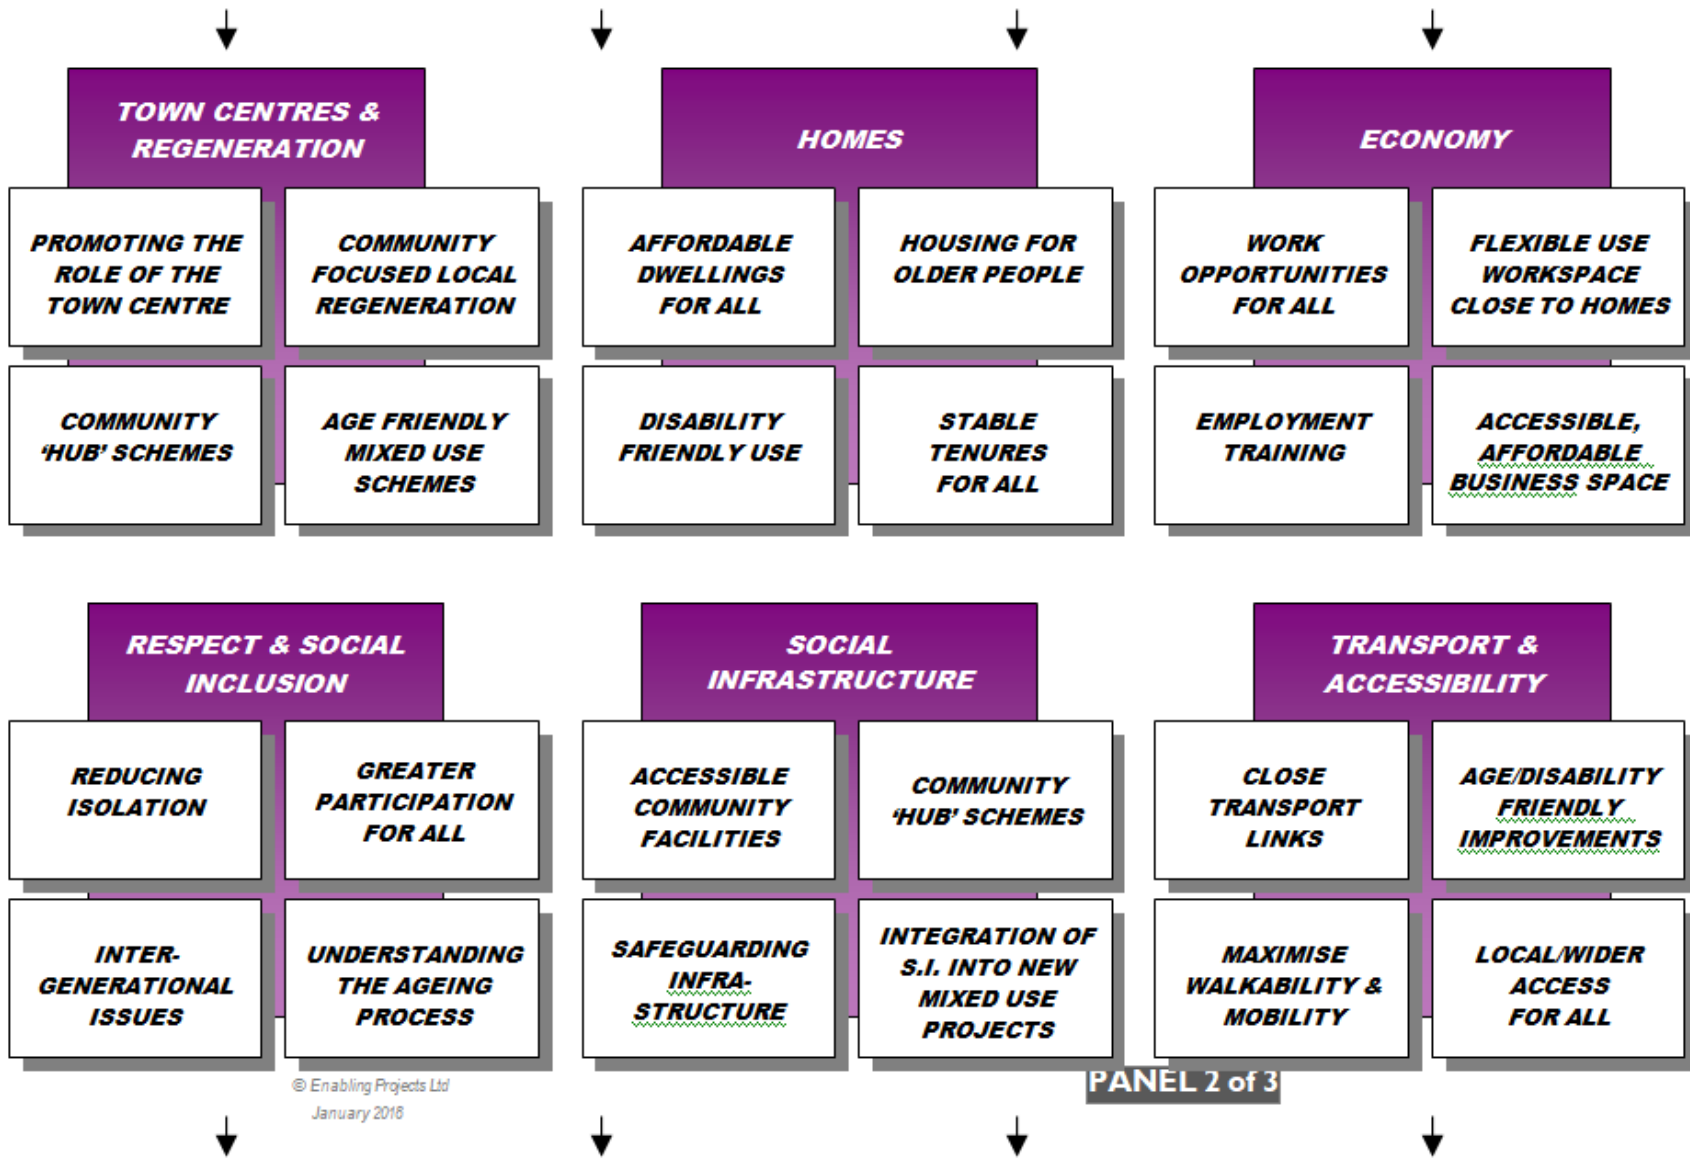 TOWN CENTRES &
REGENERATION
PROMOTING THE
ROLE OF THE
TOWN CENTRE
COMMUNITY
FOCUSED LOCAL
REGENERATION
COMMUNITY
‘HUB’ SCHEMES
AGE FRIENDLY
MIXED USE
SCHEMES
HOMES
AFFORDABLE
DWELLINGS
FOR ALL
HOUSING FOR
OLDER PEOPLE
DISABILITY
FRIENDLY USE
STABLE
TENURES
FOR ALL
ECONOMY
WORK
OPPORTUNITIES
FOR ALL
FLEXIBLE USE
WORKSPACE
CLOSE TO HOMES
EMPLOYMENT
TRAINING
ACCESSIBLE,
AFFORDABLE
BUSINESS SPACE
RESPECT & SOCIAL
INCLUSION
REDUCING
ISOLATION
GREATER
PARTICIPATION
FOR ALL
INTER-
GENERATIONAL
ISSUES
UNDERSTANDING
THE AGEING
PROCESS
SOCIAL
INFRASTRUCTURE
ACCESSIBLE
COMMUNITY
FACILITIES
COMMUNITY
‘HUB’ SCHEMES
SAFEGUARDING
INFRA-
STRUCTURE
INTEGRATION OF
S.I. INTO NEW
MIXED USE
PROJECTS
TRANSPORT &
ACCESSIBILITY
CLOSE
TRANSPORT
LINKS
AGE/DISABILITY
FRIENDLY
IMPROVEMENTS
MAXIMISE
WALKABILITY &
MOBILITY
LOCAL/WIDER
ACCESS
FOR ALL
© Enabling Projects Ltd
January 2018
PANEL 2 of 3